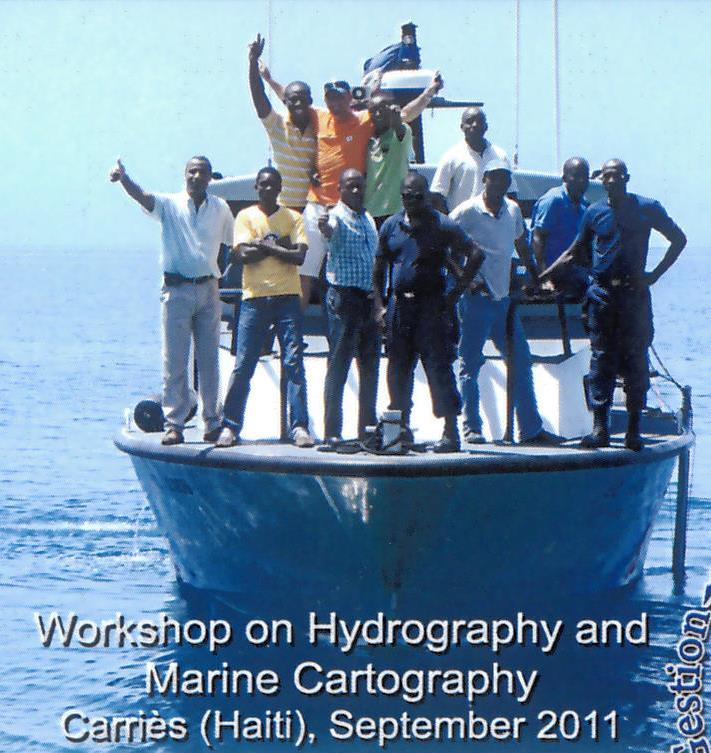 Workshop on Hydrography and
Marine Cartography
Carriès (Haiti), September 2011